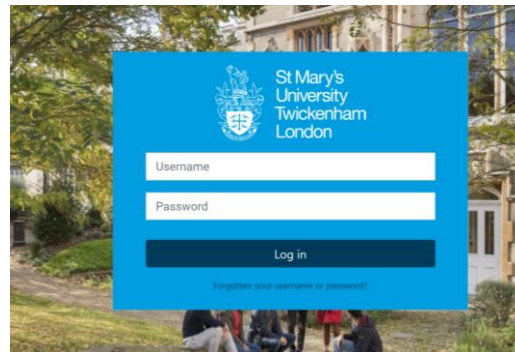 St Mary's
University
Twickenham
London
Username
Password
Log in
Forgotten your username or password?